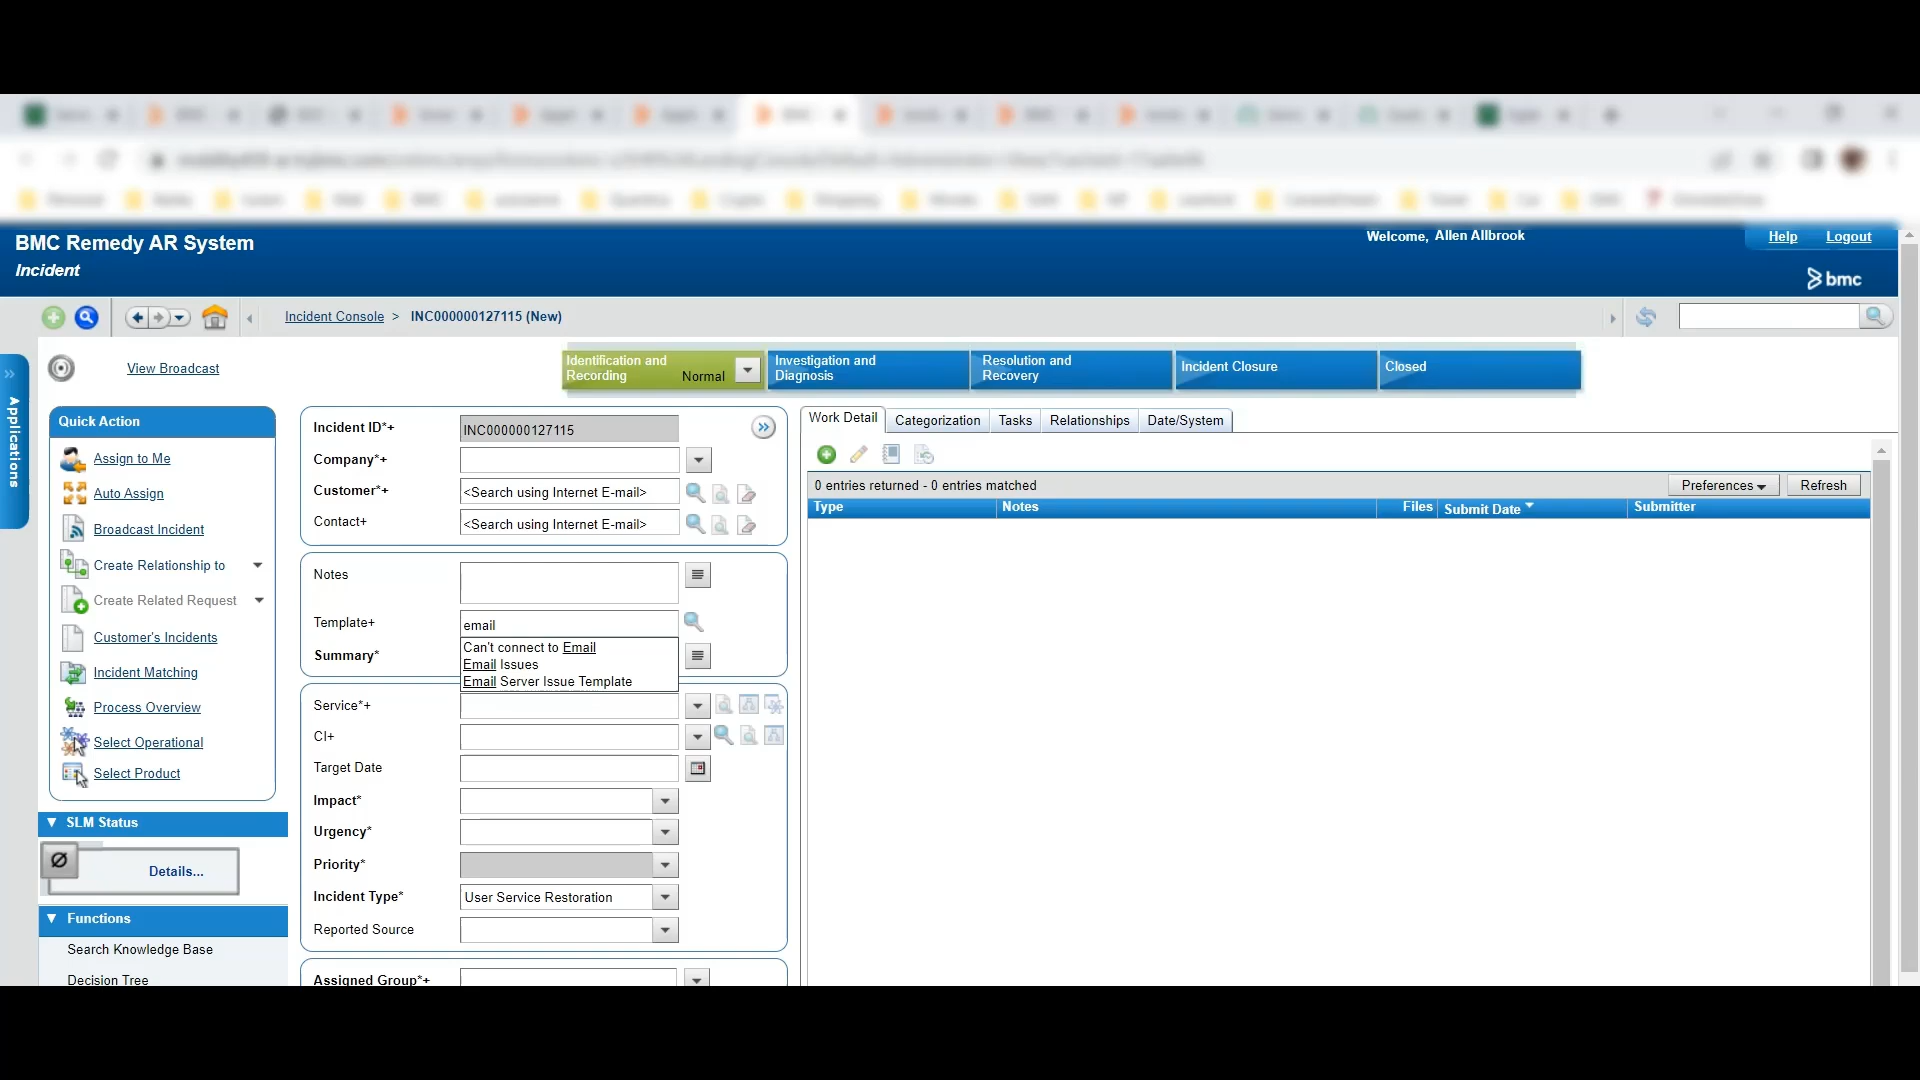 BMC Remedy AR System
Welcome, Allen Allbrook
Help
Logout
Incident
bmc
Incident Console > INC000000127115 (New)
Applications
View Broadcast
Identification and
Recording
Normal
Investigation and
Diagnosis
Resolution and
Recovery
Incident Closure
Closed
Quick Action
Assign to Me
Auto Assign
Broadcast Incident
Create Relationship to
Create Related Request
Customer's Incidents
Incident Matching
Process Overview
Select Operational
Select Product
SLM Status
Details...
Functions
Search Knowledge Base
Decision Tree
Incident ID*+ INC000000127115
Company*+
Customer*+ <Search using Internet E-mail>
Contact+ <Search using Internet E-mail>
Notes
Template+ email
Can't connect to Email
Email Issues
Email Server Issue Template
Summary*
Service*+
CI+
Target Date
Impact*
Urgency*
Priority*
Incident Type* User Service Restoration
Reported Source
Assigned Group*+
Work Detail
Categorization
Tasks
Relationships
Date/System
0 entries returned - 0 entries matched
Preferences
Refresh
Type
Notes
Files
Submit Date
Submitter